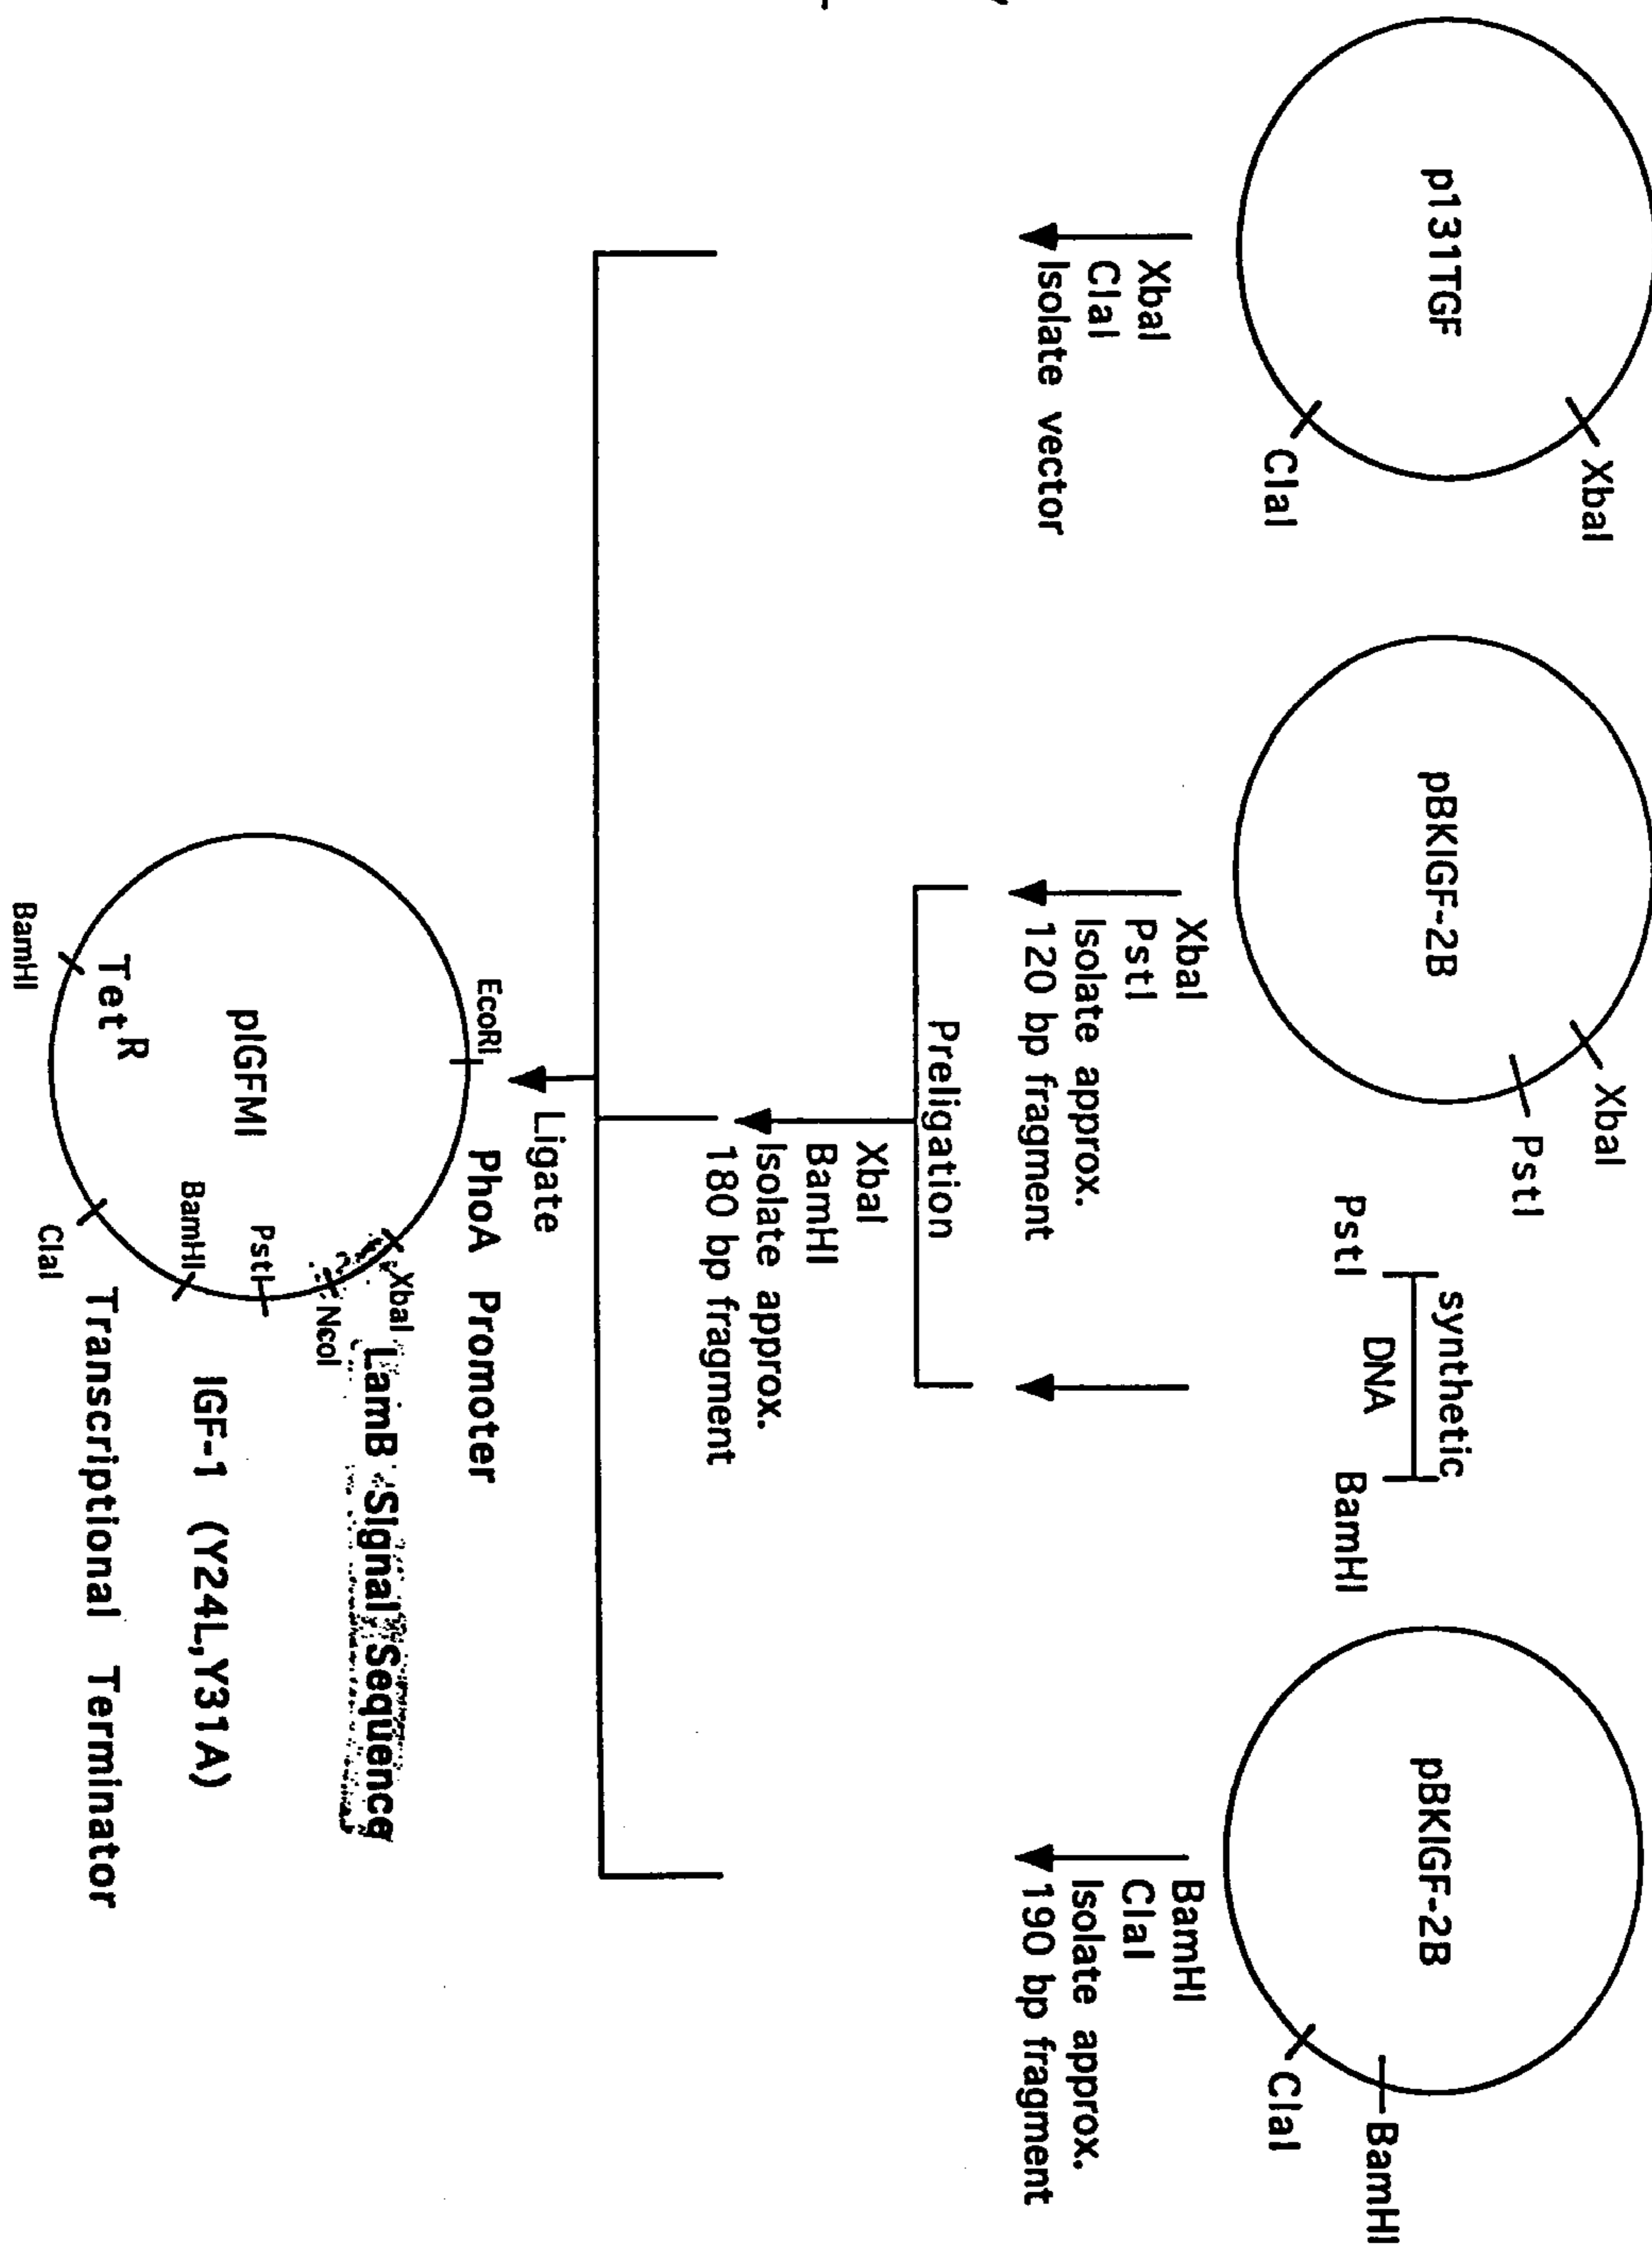 p131TGF
XbaI
ClaI
XbaI
ClaI
Isolate vector
pBKIGF-2B
XbaI
PstI
XbaI
PstI
Isolate approx.
120 bp fragment
synthetic
DNA
PstI
BamHI
pBKIGF-2B
BamHI
ClaI
BamHI
ClaI
Isolate approx.
190 bp fragment
Preligation
XbaI
BamHI
Isolate approx.
180 bp fragment
Ligate
EcoRI
PhoA Promoter
XbaI
LamB Signal Sequence
NcoI
PstI
IGF-1 (Y24L,Y31A)
BamHI
Transcriptional Terminator
ClaI
pIGFMI
Tet R
BamHI